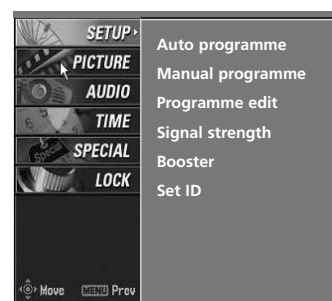 SETUP
PICTURE
AUDIO
TIME
SPECIAL
LOCK
Move MENU Prev
Auto programme
Manual programme
Programme edit
Signal strength
Booster
Set ID